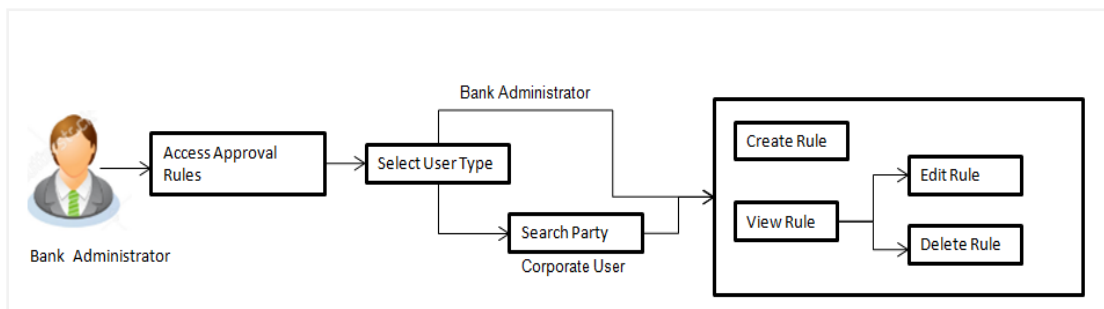 Bank Administrator
Access Approval
Rules
Select User Type
Bank Administrator
Search Party
Corporate User
Create Rule
View Rule
Edit Rule
Delete Rule